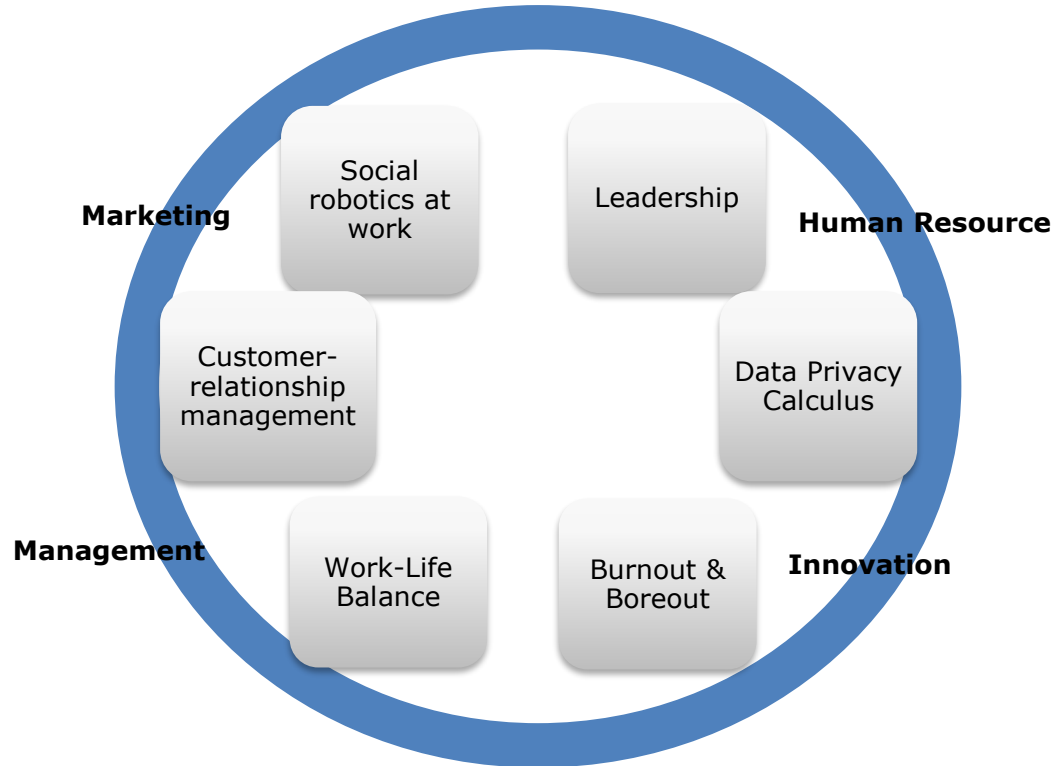 Social
robotics at
work
Leadership
Marketing
Human Resource
Customer-
relationship
management
Data Privacy
Calculus
Management
Work-Life
Balance
Burnout &
Boreout
Innovation